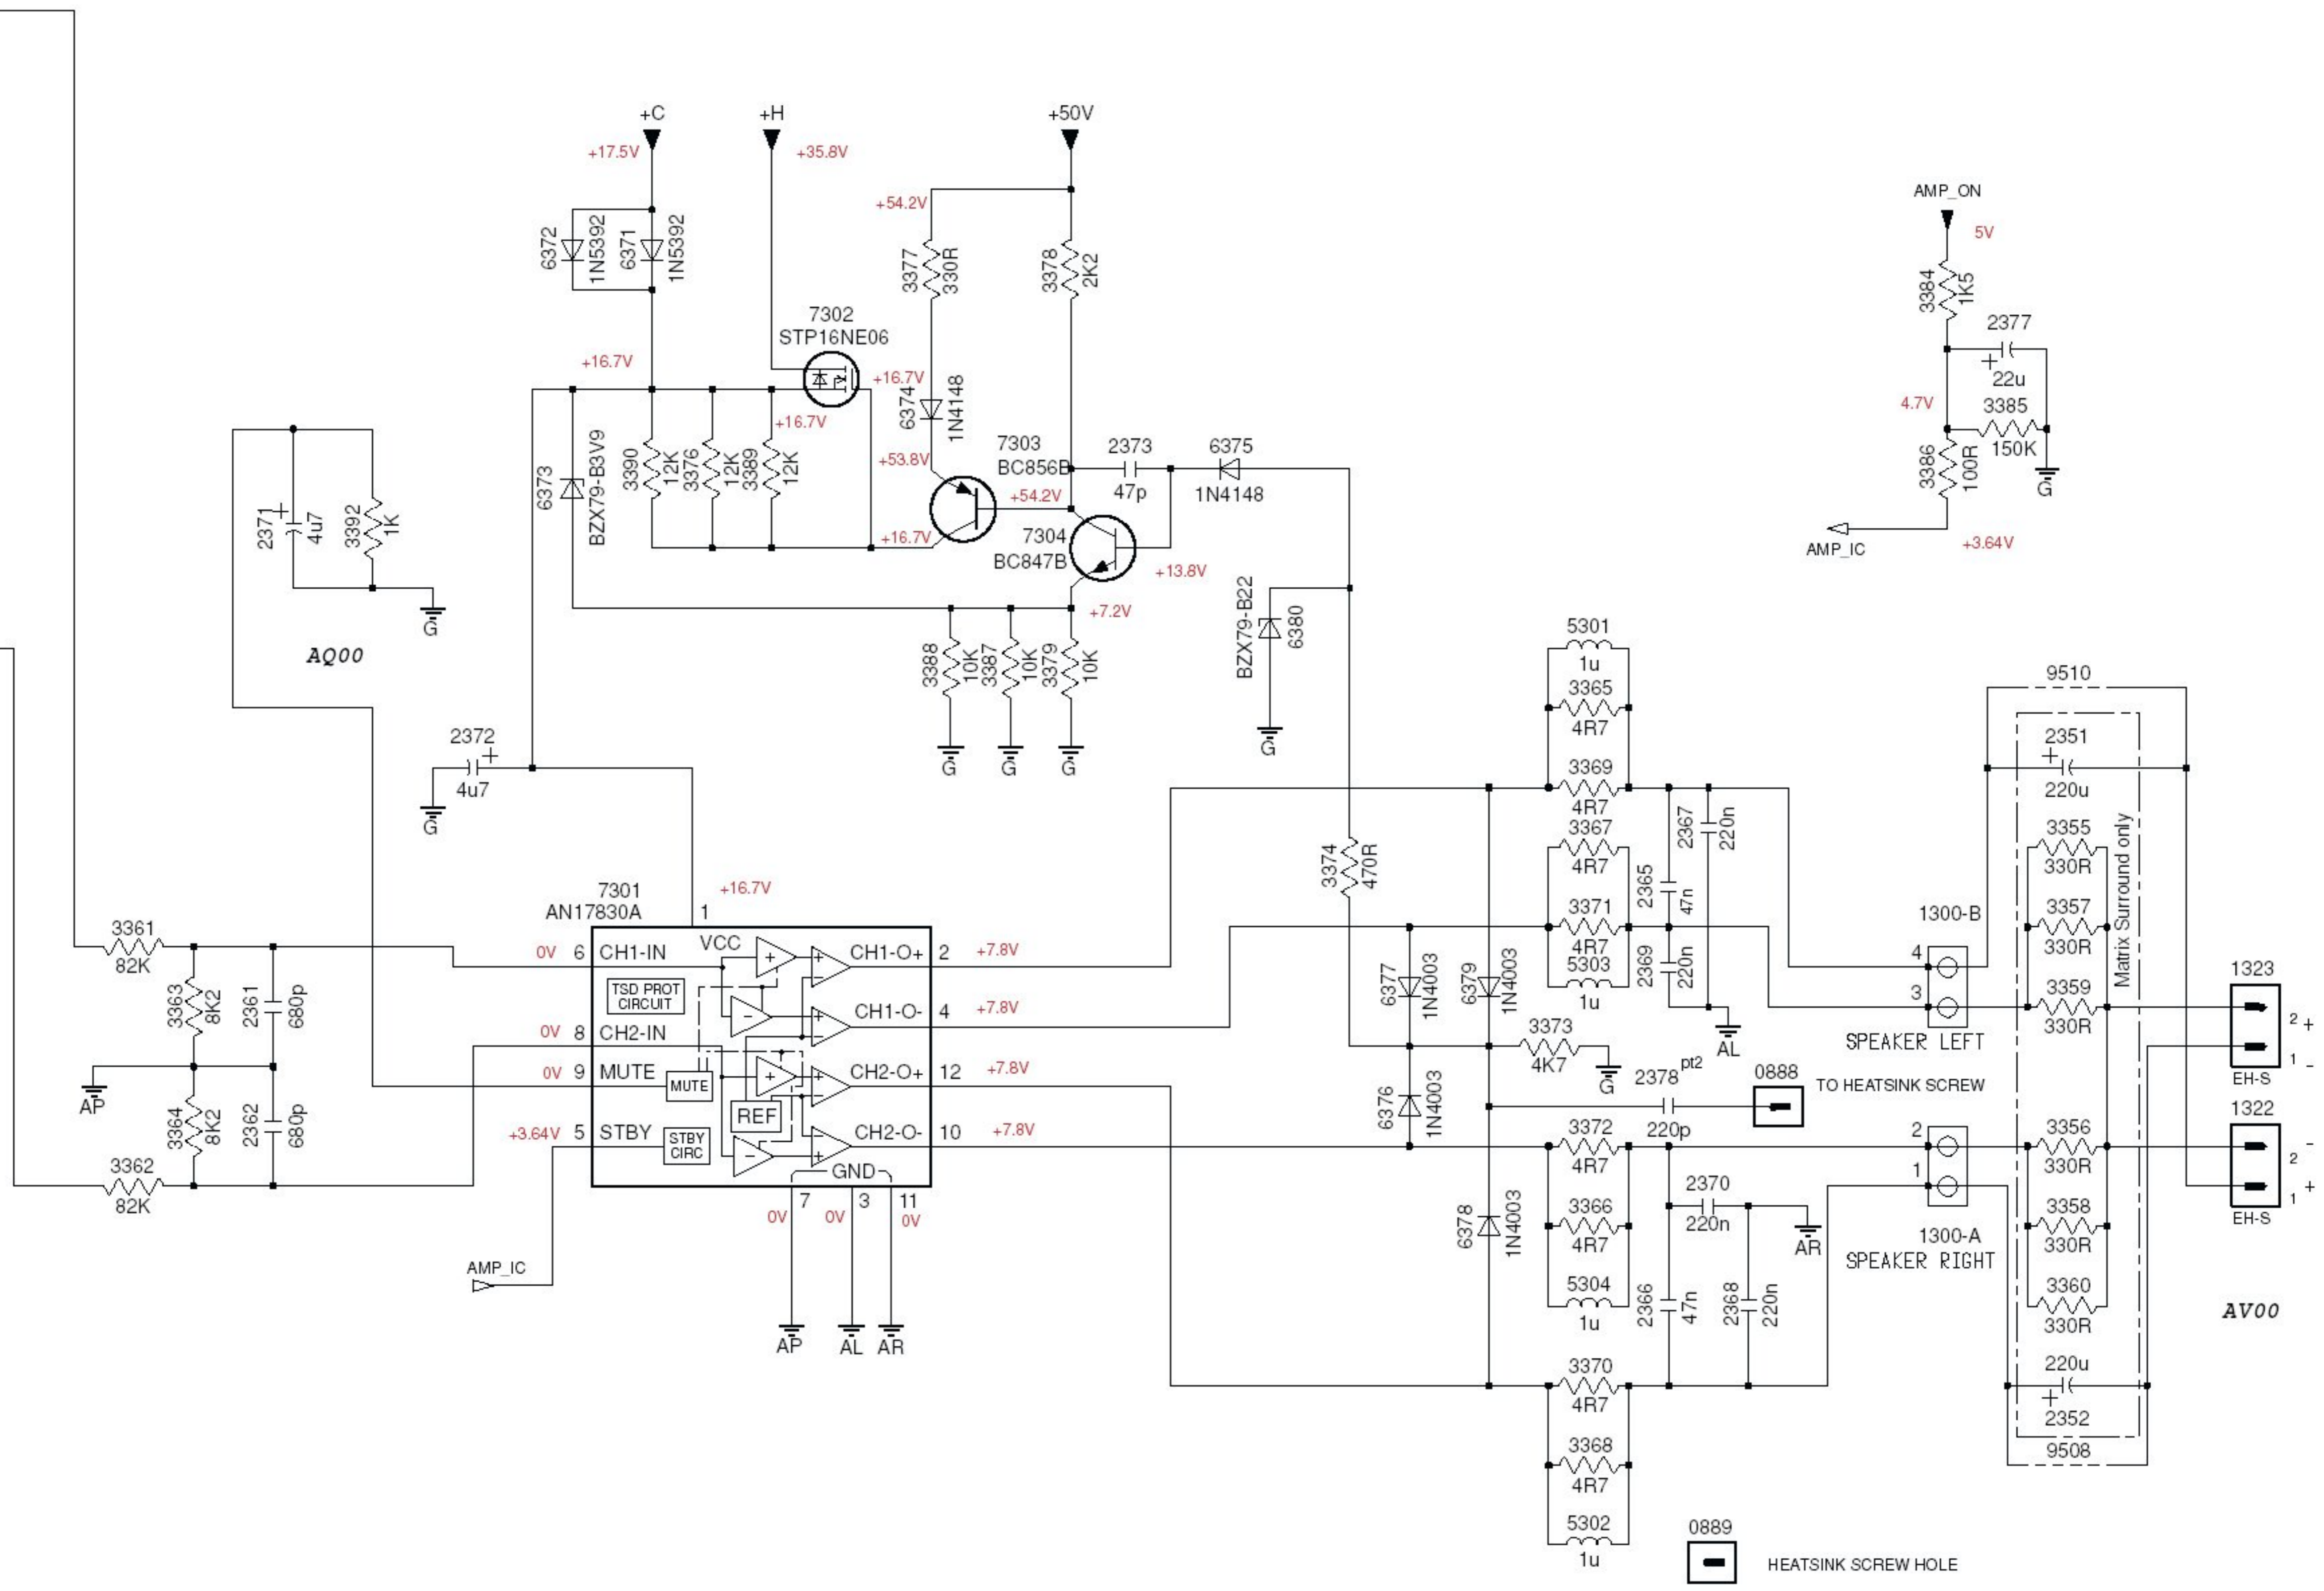 +C
+H
+50V
+17.5V
+35.8V
AMP_ON
+54.2V
5V
6372
1N5392
6371
1N5392
3377
330R
3378
2K2
3384
1K5
7302
STP16NE06
2377
+
22u
+16.7V
+16.7V
6374
1N4148
+16.7V
4.7V
3385
150K
7303
BC856B
2373
47p
6375
1N4148
3386
100R
G
+53.8V
+54.2V
6373
BZX79-B3V9
3390
12K
3376
12K
3389
12K
2371
+
4u7
3392
1K
7304
BC847B
+16.7V
AMP_IC
+3.64V
+13.8V
G
+7.2V
BZX79-B22
6380
AQ00
3388
10K
3387
10K
3379
10K
5301
1u
3365
4R7
9510
2372
+
4u7
G
G
G
G
G
2351
+
220u
3369
4R7
3367
4R7
2367
220n
3355
330R
Matrix Surround only
3374
470R
2365
47n
7301
AN17830A
+16.7V
1
3371
4R7
1300-B
3357
330R
3361
82K
0V
6
CH1-IN
VCC
+
+
-
CH1-O+
2
+7.8V
5303
1u
2369
220n
4
TSD PROT
CIRCUIT
6377
1N4003
6379
1N4003
1323
3363
8K2
2361
680p
-
+
-
CH1-O-
4
+7.8V
3
3359
330R
2
+
0V
8
CH2-IN
3373
4K7
G
AL
SPEAKER LEFT
1
-
EH-S
AP
0V
9
MUTE
MUTE
+
+
-
CH2-O+
12
+7.8V
2378
pt2
220p
0888
TO HEATSINK SCREW
1322
REF
6376
1N4003
3364
8K2
2362
680p
+3.64V
5
STBY
STBY
CIRC
-
-
+
CH2-O-
10
+7.8V
3372
4R7
2
3356
330R
2
-
3362
82K
GND
1
1
+
EH-S
7
3
11
0V
0V
0V
6378
1N4003
3366
4R7
2370
220n
AR
1300-A
SPEAKER RIGHT
3358
330R
AMP_IC
5304
1u
2366
47n
2368
220n
3360
330R
AV00
AP
AL
AR
3370
4R7
220u
+
2352
3368
4R7
9508
5302
1u
0889
HEATSINK SCREW HOLE